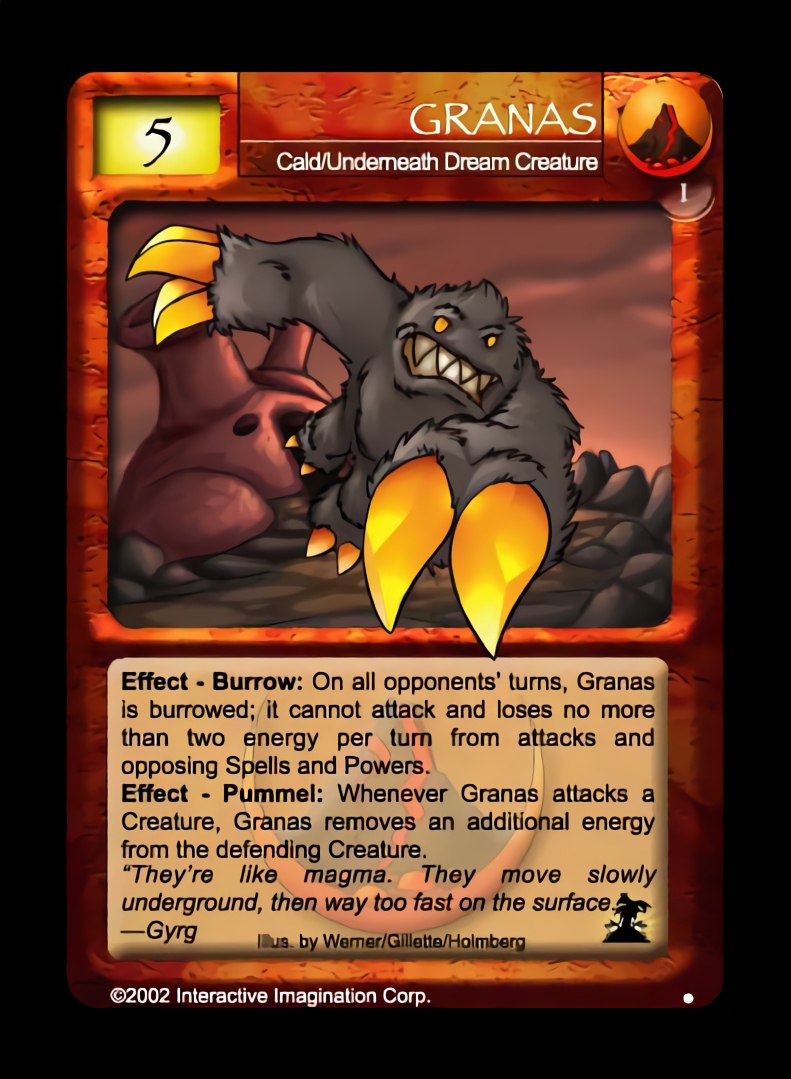 5
GRANAS
Cald/Underneath Dream Creature
I
Effect - Burrow: On all opponents' turns, Granas
is burrowed; it cannot attack and loses no more
than two energy per turn from attacks and
opposing Spells and Powers.
Effect - Pummel: Whenever Granas attacks a
Creature, Granas removes an additional energy
from the defending Creature.
“They're like magma. They move slowly
underground, then way too fast on the surface.
—Gyrg
Illus. by Werner/Gillette/Holmberg
©2002 Interactive Imagination Corp.